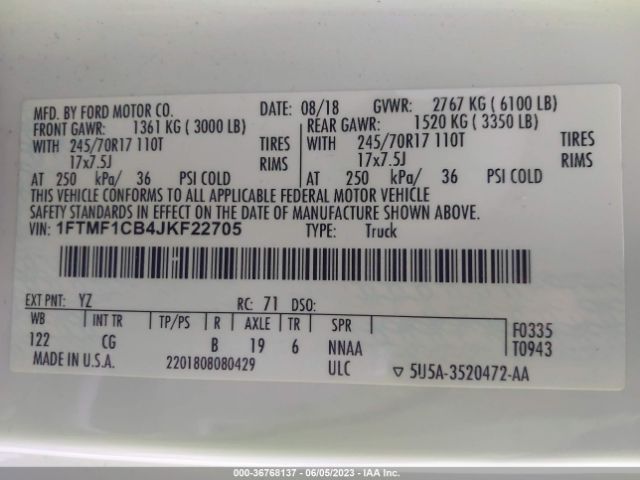 MFD. BY FORD MOTOR CO. DATE: 08/18 GVWR: 2767 KG ( 6100 LB)
FRONT GAWR: 1361 KG ( 3000 LB) REAR GAWR: 1520 KG ( 3350 LB)
WITH 245/70R17 110T TIRES WITH 245/70R17 110T TIRES
17x7.5J RIMS 17x7.5J RIMS
AT 250 kPa/ 36 PSI COLD AT 250 kPa/ 36 PSI COLD
THIS VEHICLE CONFORMS TO ALL APPLICABLE FEDERAL MOTOR VEHICLE
SAFETY STANDARDS IN EFFECT ON THE DATE OF MANUFACTURE SHOWN ABOVE.
VIN: 1FTMF1CB4JKF22705 TYPE: Truck
EXT PNT: YZ RC: 71 DSO:
WB INT TR TP/PS R AXLE TR SPR F0335
122 CG B 19 6 NNAA T0943
MADE IN U.S.A. 2201808080429 ULC ▽ 5U5A-3520472-AA
000-36768137 - 06/05/2023 - IAA Inc.